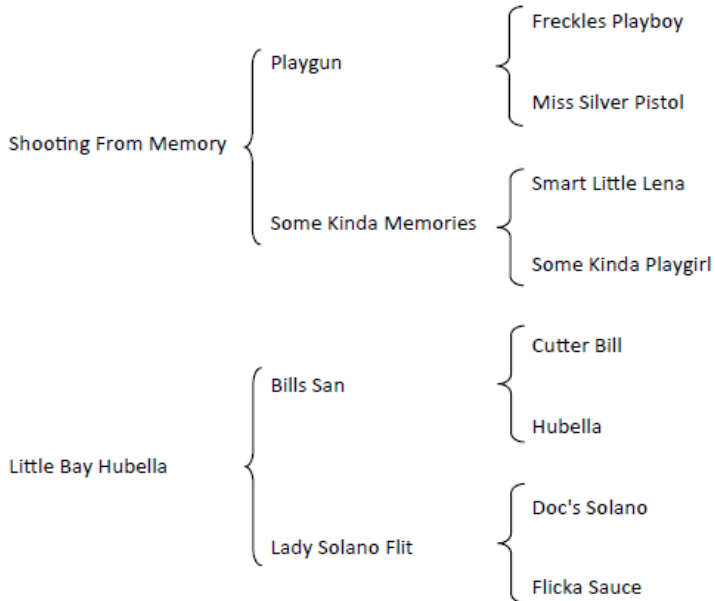 Freckles Playboy
Playgun
Miss Silver Pistol
Shooting From Memory
Smart Little Lena
Some Kinda Memories
Some Kinda Playgirl
Cutter Bill
Bills San
Hubella
Little Bay Hubella
Doc's Solano
Lady Solano Flit
Flicka Sauce